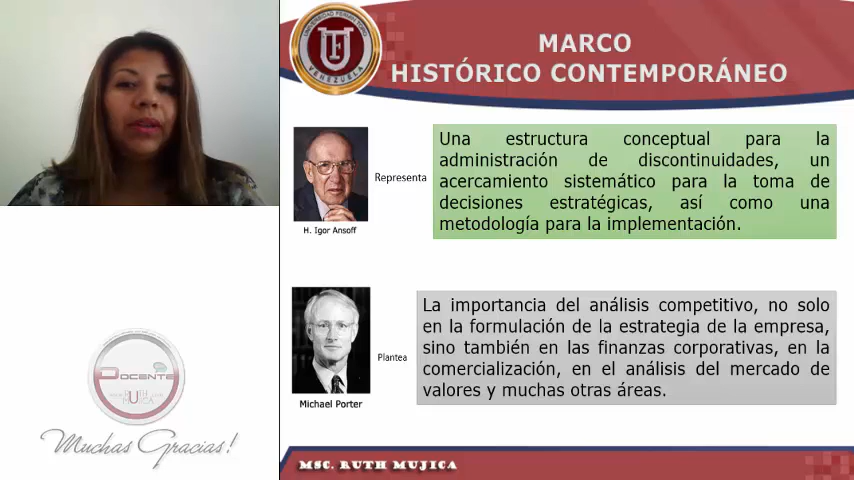 UNIVERSIDAD FERMIN TORO
VENEZUELA
MARCO
HISTÓRICO CONTEMPORÁNEO
H. Igor Ansoff
Representa
Una estructura conceptual para la
administración de discontinuidades, un
acercamiento sistemático para la toma de
decisiones estratégicas, así como una
metodología para la implementación.
Michael Porter
Plantea
La importancia del análisis competitivo, no solo
en la formulación de la estrategia de la empresa,
sino también en las finanzas corporativas, en la
comercialización, en el análisis del mercado de
valores y muchas otras áreas.
DOCENTE
RUTH
MUJICA
Muchas Gracias!
MSC. RUTH MUJICA